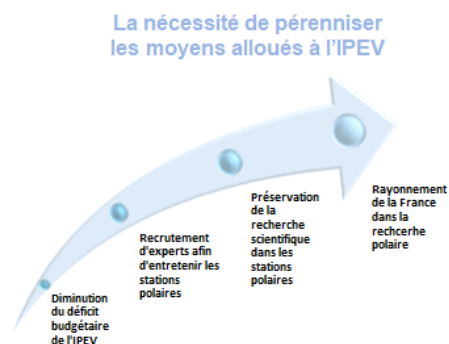 La nécessité de pérenniser
les moyens alloués à l'IPEV
Diminution
du déficit
budgétaire
de l'IPEV
Recrutement
d'experts afin
d'entretenir les
stations
polaires
Préservation
de la
recherche
scientifique
dans les
stations
polaires
Rayonnement
de la France
dans la
rechcerhe
polaire